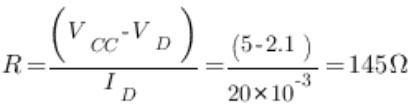 R = (V_CC - V_D) / I_D = (5 - 2.1) / 20 × 10^-3 = 145Ω